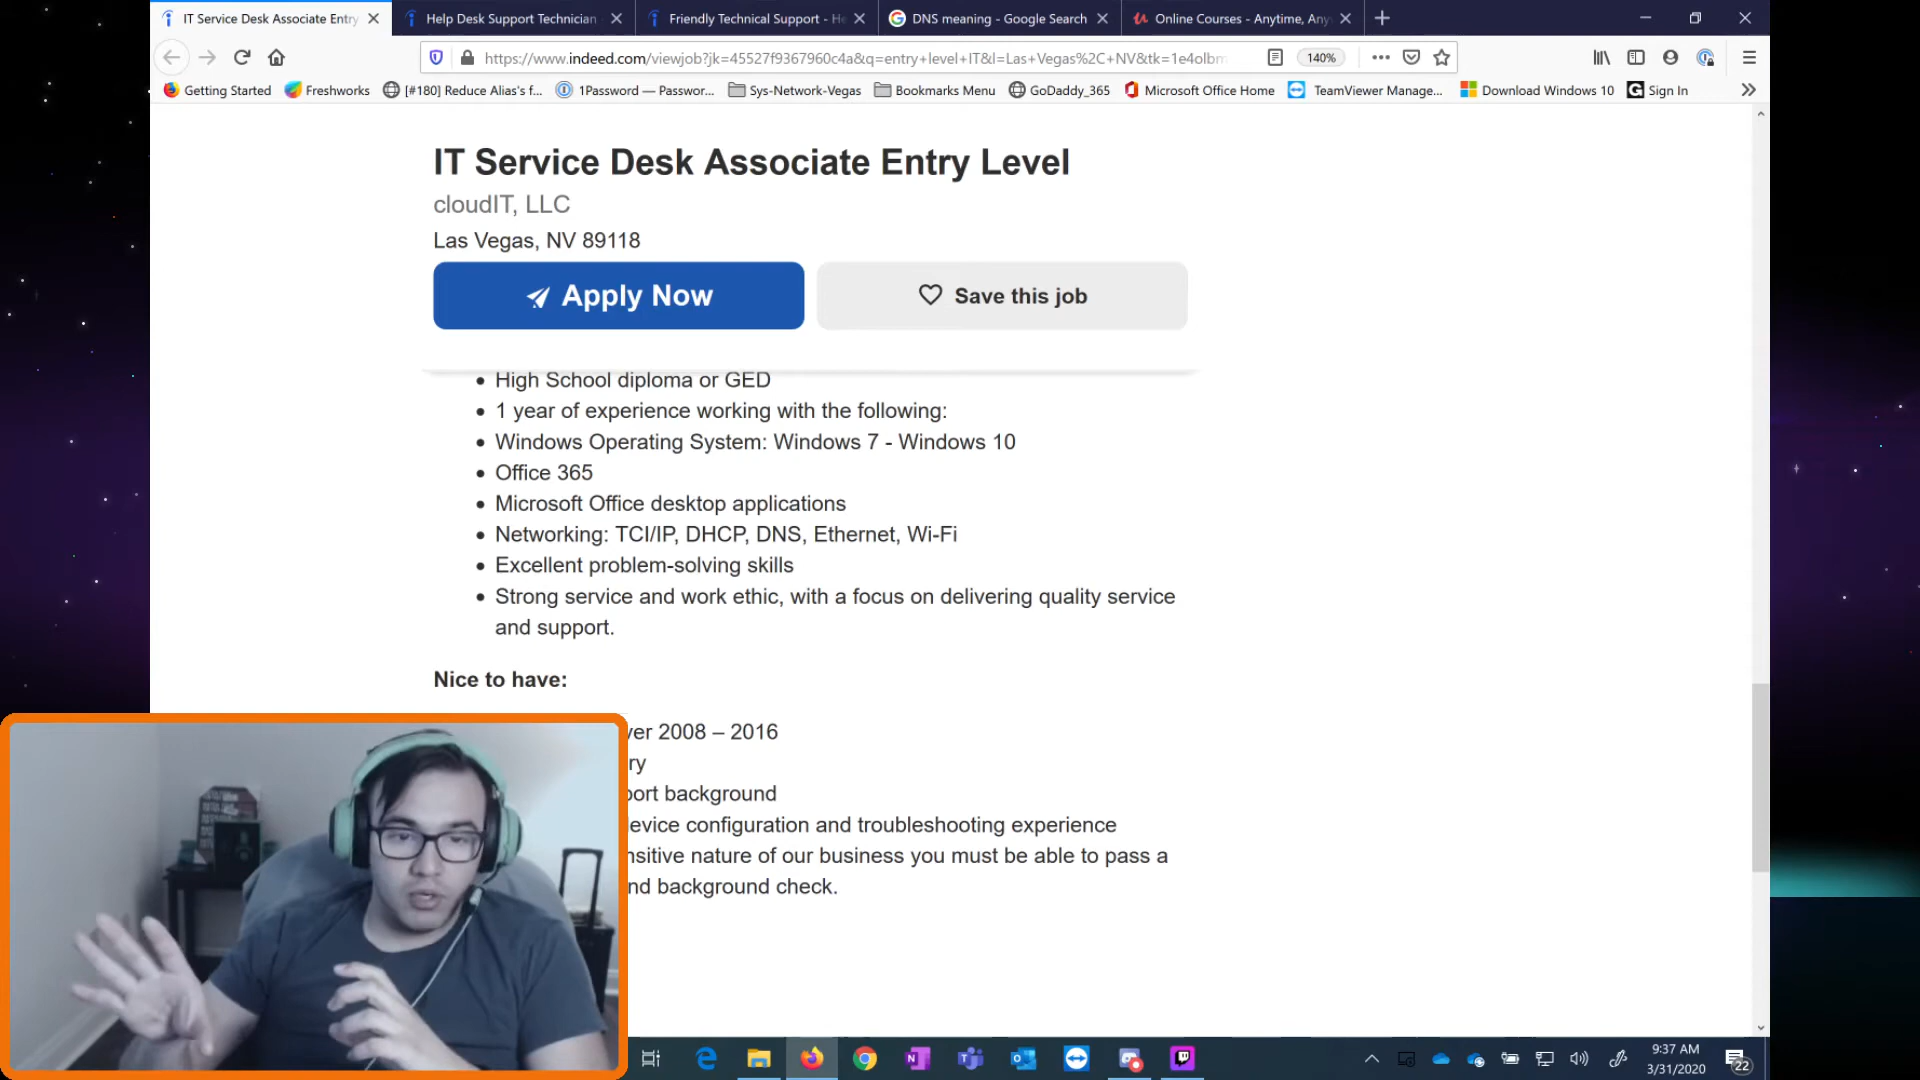 IT Service Desk Associate Entry
Help Desk Support Technician
Friendly Technical Support - He
DNS meaning - Google Search
Online Courses - Anytime, Any
https://www.indeed.com/viewjob?jk=45527f9367960c4a&q=entry+level+IT&l=Las+Vegas%2C+NV&tk=1e4olbm
140%
Getting Started
Freshworks
[#180] Reduce Alias's f...
1Password — Passwor...
Sys-Network-Vegas
Bookmarks Menu
GoDaddy_365
Microsoft Office Home
TeamViewer Manage...
Download Windows 10
Sign In
IT Service Desk Associate Entry Level
cloudIT, LLC
Las Vegas, NV 89118
Apply Now
Save this job
High School diploma or GED
1 year of experience working with the following:
Windows Operating System: Windows 7 - Windows 10
Office 365
Microsoft Office desktop applications
Networking: TCI/IP, DHCP, DNS, Ethernet, Wi-Fi
Excellent problem-solving skills
Strong service and work ethic, with a focus on delivering quality service
and support.
Nice to have:
ver 2008 – 2016
ry
port background
evice configuration and troubleshooting experience
nsitive nature of our business you must be able to pass a
nd background check.
9:37 AM
3/31/2020
22